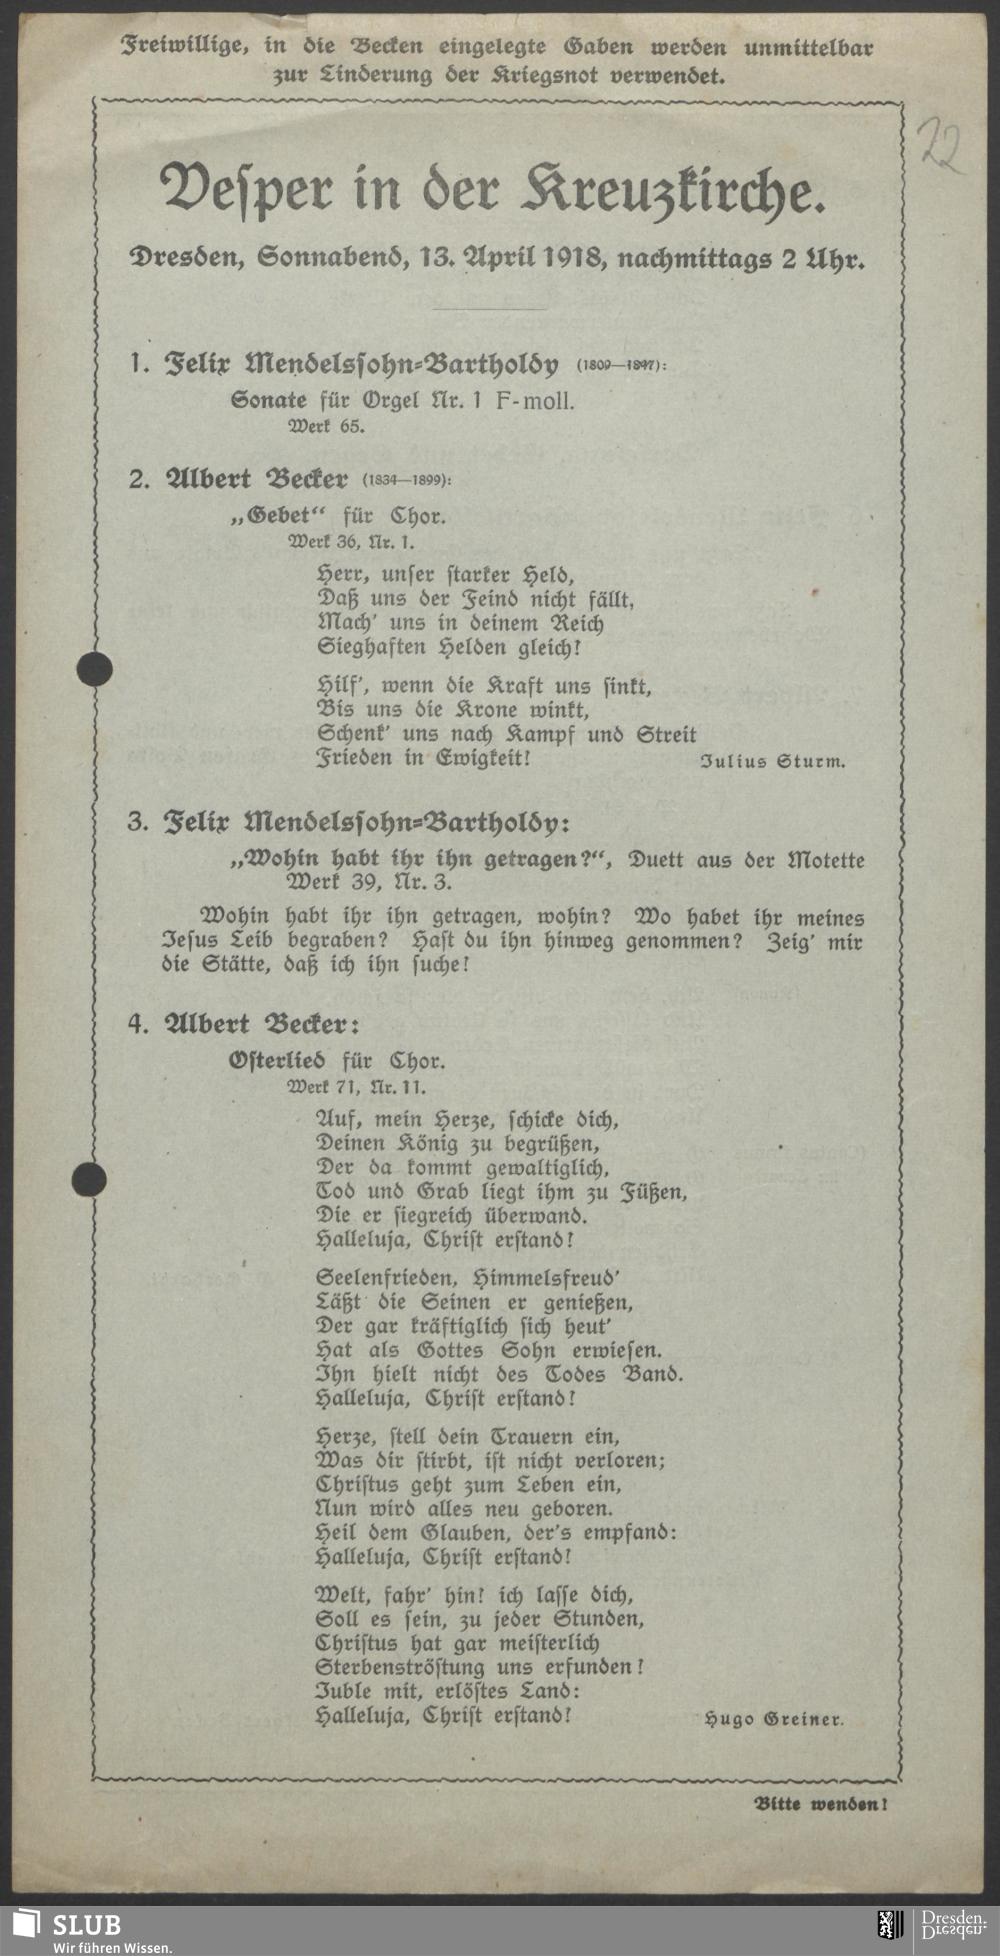 Freiwillige, in die Becken eingelegte Gaben werden unmittelbar
zur Linderung der Kriegsnot verwendet.
22
Vesper in der Kreuzkirche.
Dresden, Sonnabend, 13. April 1918, nachmittags 2 Uhr.
1. Felix Mendelssohn-Bartholdy (1809—1847):
Sonate für Orgel Nr. 1 F-moll.
Werk 65.
2. Albert Becker (1834—1899):
„Gebet“ für Chor.
Werk 36, Nr. 1.
Herr, unser starker Held,
Daß uns der Feind nicht fällt,
Mach' uns in deinem Reich
Sieghaften Helden gleich!
Hilf', wenn die Kraft uns sinkt,
Bis uns die Krone winkt,
Schenk' uns nach Kampf und Streit
Frieden in Ewigkeit! Julius Sturm.
3. Felix Mendelssohn-Bartholdy:
„Wohin habt ihr ihn getragen?“, Duett aus der Motette
Werk 39, Nr. 3.
Wohin habt ihr ihn getragen, wohin? Wo habet ihr meines
Jesus Leib begraben? Hast du ihn hinweg genommen? Zeig' mir
die Stätte, daß ich ihn suche!
4. Albert Becker:
Osterlied für Chor.
Werk 71, Nr. 11.
Auf, mein Herze, schicke dich,
Deinen König zu begrüßen,
Der da kommt gewaltiglich,
Tod und Grab liegt ihm zu Füßen,
Die er siegreich überwand.
Halleluja, Christ erstand!
Seelenfrieden, Himmelsfreud'
Läßt die Seinen er genießen,
Der gar kräftiglich sich heut'
Hat als Gottes Sohn erwiesen.
Ihn hielt nicht des Todes Band.
Halleluja, Christ erstand!
Herze, stell dein Trauern ein,
Was dir stirbt, ist nicht verloren;
Christus geht zum Leben ein,
Nun wird alles neu geboren.
Heil dem Glauben, der's empfand:
Halleluja, Christ erstand!
Welt, fahr' hin! ich lasse dich,
Soll es sein, zu jeder Stunden,
Christus hat gar meisterlich
Sterbenströstung uns erfunden!
Juble mit, erlöstes Land:
Halleluja, Christ erstand! Hugo Greiner.
Bitte wenden!
SLUB
Wir führen Wissen.
Dresden.
Dresden.